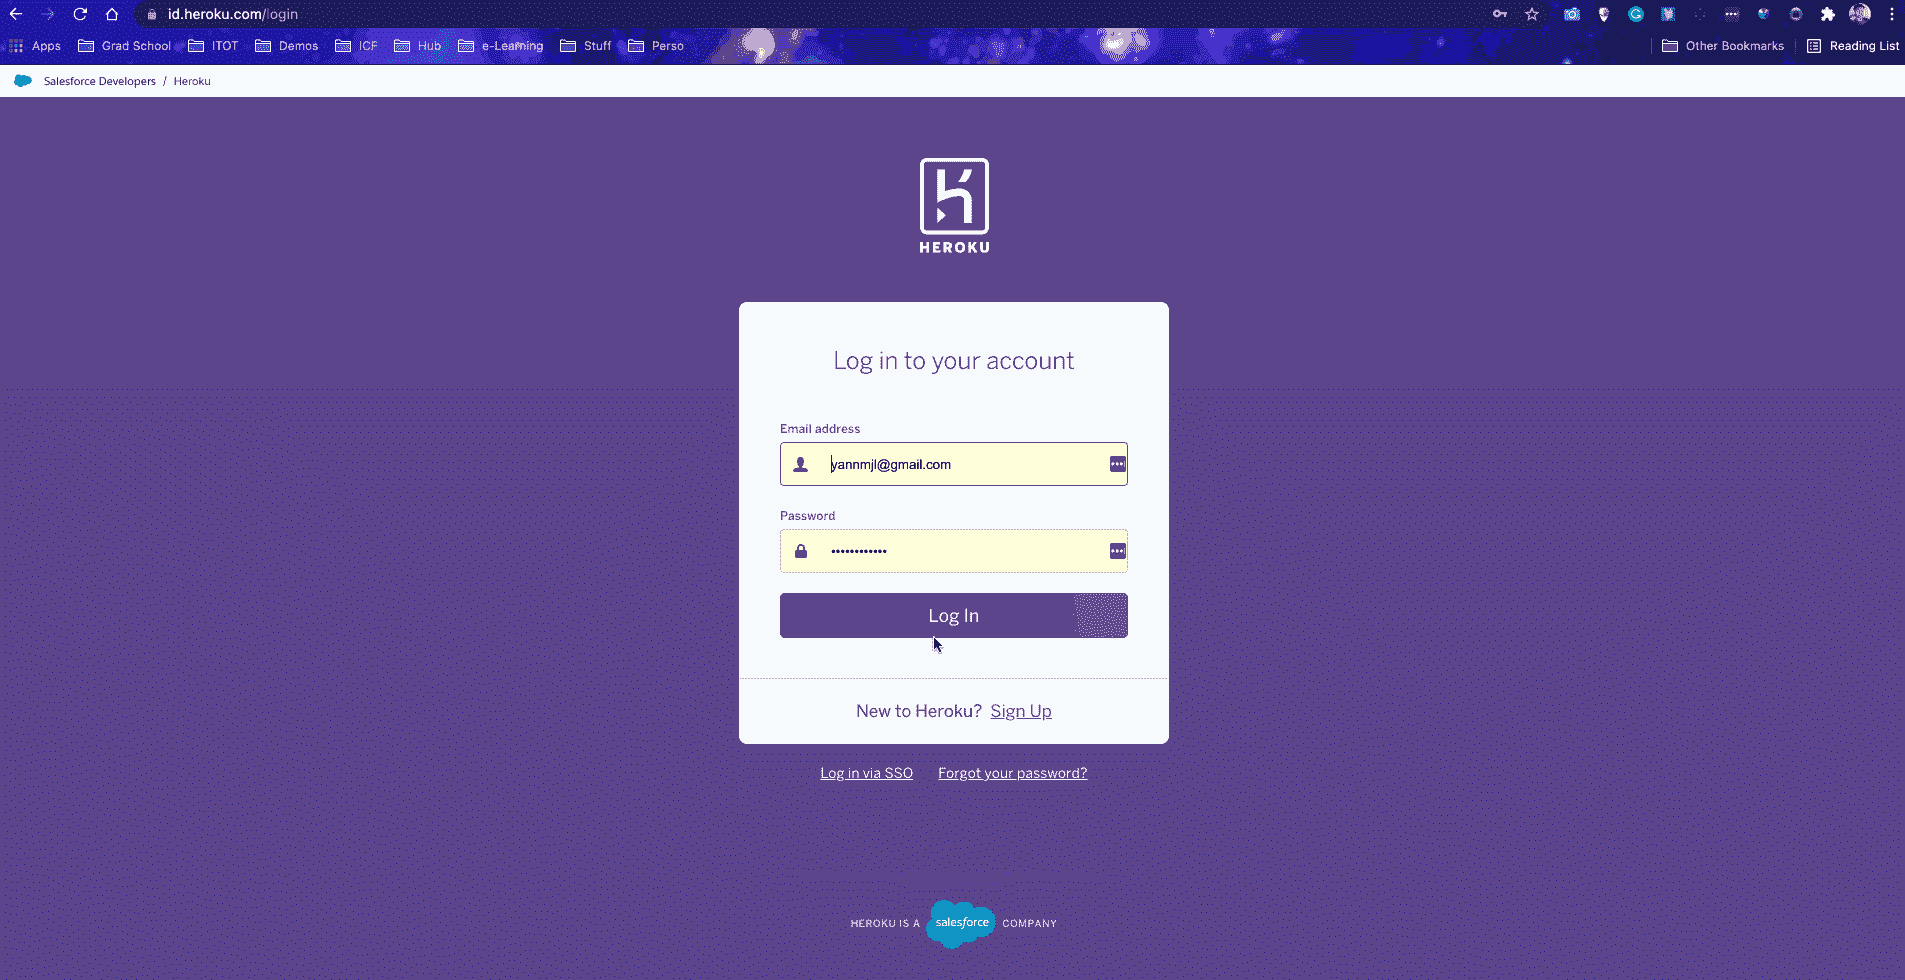 id.heroku.com/login
Apps Grad School ITOT Demos ICF Hub e-Learning Stuff Perso Other Bookmarks Reading List
Salesforce Developers / Heroku
HEROKU
Log in to your account
Email address
yannmjl@gmail.com
Password
••••••••••••
Log In
New to Heroku? Sign Up
Log in via SSO Forgot your password?
HEROKU IS A salesforce COMPANY